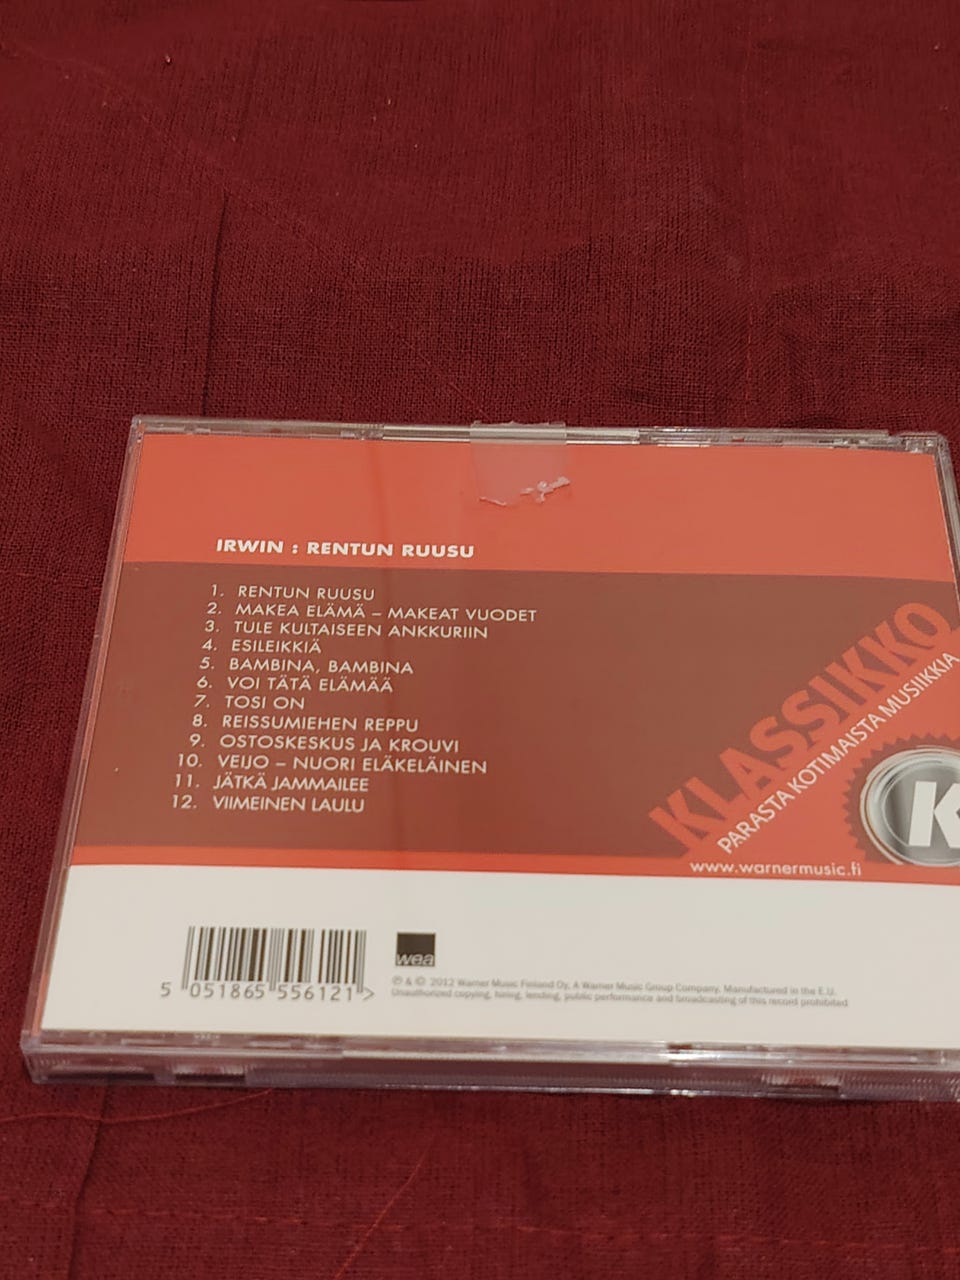 IRWIN : RENTUN RUUSU
1. RENTUN RUUSU
2. MAKEA ELÄMÄ – MAKEAT VUODET
3. TULE KULTAISEEN ANKKURIIN
4. ESILEIKKIÄ
5. BAMBINA, BAMBINA
6. VOI TÄTÄ ELÄMÄÄ
7. TOSI ON
8. REISSUMIEHEN REPPU
9. OSTOSKESKUS JA KROUVI
10. VEIJO – NUORI ELÄKELÄINEN
11. JÄTKÄ JAMMAILEE
12. VIIMEINEN LAULU
KLASSIKKO
PARASTA KOTIMAISTA MUSIIKKIA
K
www.warnermusic.fi
wea
5 051865 556121 >
℗ & © 2012 Warner Music Finland Oy, A Warner Music Group Company. Manufactured in the E.U.
Unauthorized copying, hiring, lending, public performance and broadcasting of this record prohibited